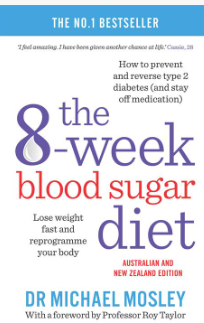 THE NO.1 BESTSELLER
'I feel amazing. I have been given another chance at life.' Cassie, 28
How to prevent
and reverse type 2
diabetes (and stay
off medication)
the
8-week
blood sugar
diet
Lose weight
fast and
reprogramme
your body
AUSTRALIAN AND
NEW ZEALAND EDITION
DR MICHAEL MOSLEY
With a foreword by Professor Roy Taylor